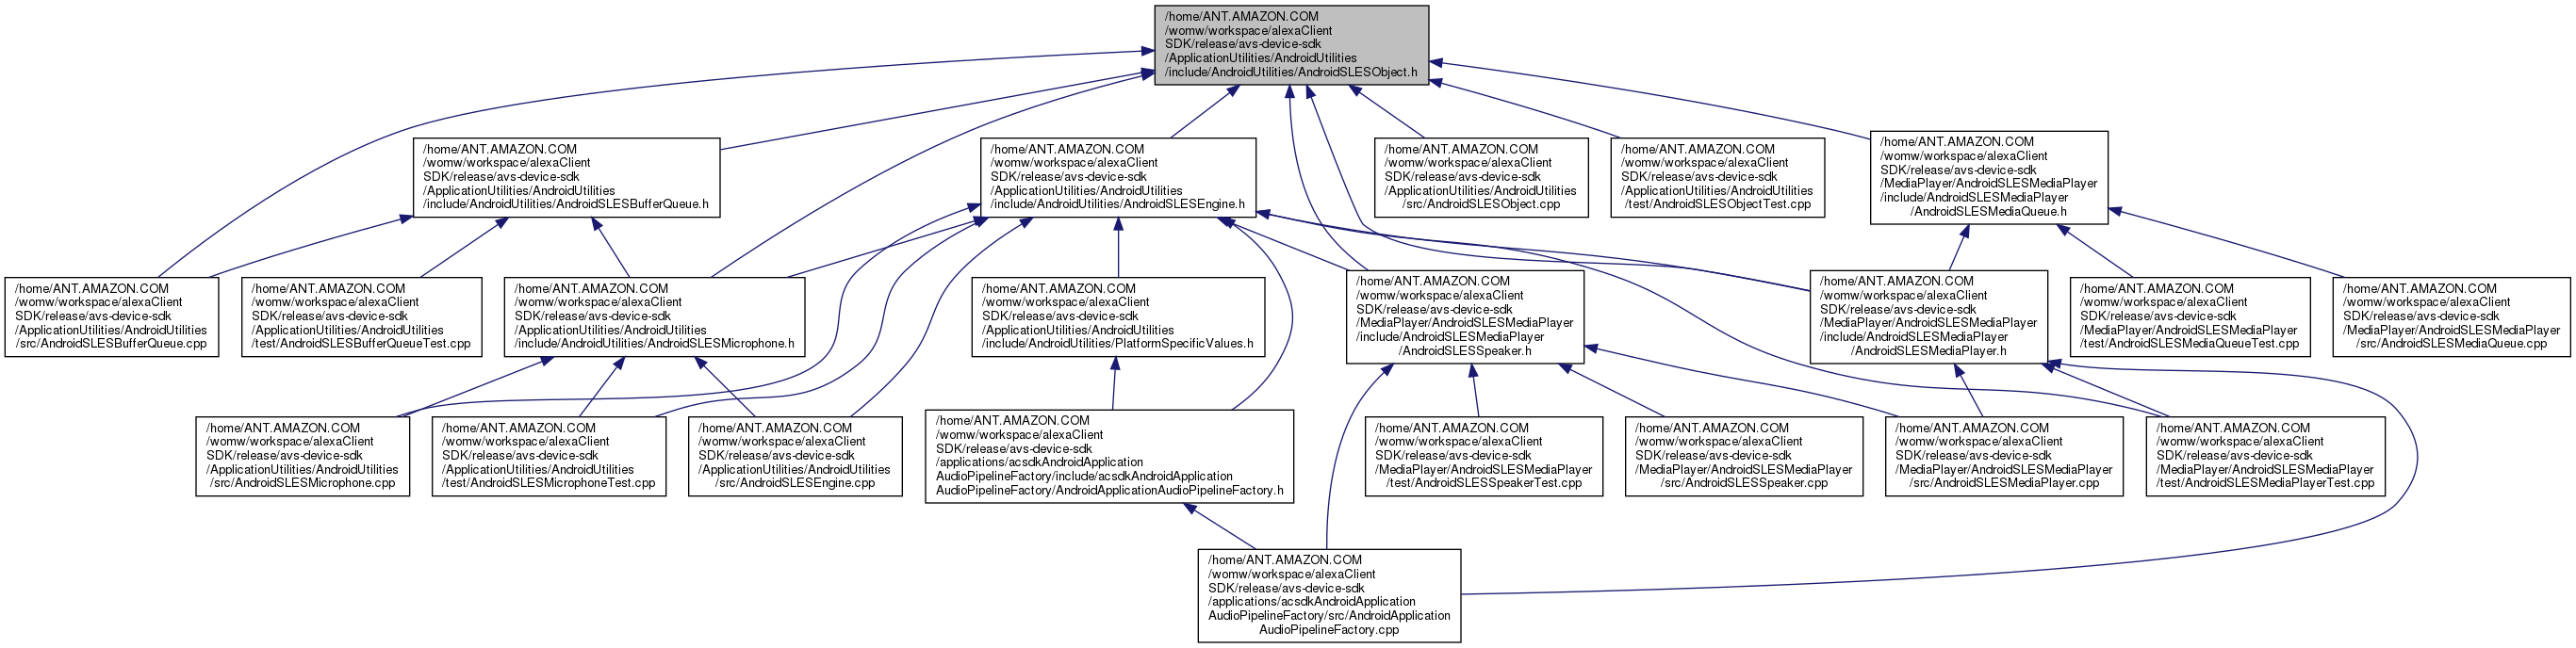 /home/ANT.AMAZON.COM
/womw/workspace/alexaClient
SDK/release/avs-device-sdk
/ApplicationUtilities/AndroidUtilities
/include/AndroidUtilities/AndroidSLESObject.h
/home/ANT.AMAZON.COM
/womw/workspace/alexaClient
SDK/release/avs-device-sdk
/ApplicationUtilities/AndroidUtilities
/include/AndroidUtilities/AndroidSLESBufferQueue.h
/home/ANT.AMAZON.COM
/womw/workspace/alexaClient
SDK/release/avs-device-sdk
/ApplicationUtilities/AndroidUtilities
/include/AndroidUtilities/AndroidSLESEngine.h
/home/ANT.AMAZON.COM
/womw/workspace/alexaClient
SDK/release/avs-device-sdk
/ApplicationUtilities/AndroidUtilities
/src/AndroidSLESObject.cpp
/home/ANT.AMAZON.COM
/womw/workspace/alexaClient
SDK/release/avs-device-sdk
/ApplicationUtilities/AndroidUtilities
/test/AndroidSLESObjectTest.cpp
/home/ANT.AMAZON.COM
/womw/workspace/alexaClient
SDK/release/avs-device-sdk
/MediaPlayer/AndroidSLESMediaPlayer
/include/AndroidSLESMediaPlayer
/AndroidSLESMediaQueue.h
/home/ANT.AMAZON.COM
/womw/workspace/alexaClient
SDK/release/avs-device-sdk
/ApplicationUtilities/AndroidUtilities
/src/AndroidSLESBufferQueue.cpp
/home/ANT.AMAZON.COM
/womw/workspace/alexaClient
SDK/release/avs-device-sdk
/ApplicationUtilities/AndroidUtilities
/test/AndroidSLESBufferQueueTest.cpp
/home/ANT.AMAZON.COM
/womw/workspace/alexaClient
SDK/release/avs-device-sdk
/ApplicationUtilities/AndroidUtilities
/include/AndroidUtilities/AndroidSLESMicrophone.h
/home/ANT.AMAZON.COM
/womw/workspace/alexaClient
SDK/release/avs-device-sdk
/ApplicationUtilities/AndroidUtilities
/include/AndroidUtilities/PlatformSpecificValues.h
/home/ANT.AMAZON.COM
/womw/workspace/alexaClient
SDK/release/avs-device-sdk
/MediaPlayer/AndroidSLESMediaPlayer
/include/AndroidSLESMediaPlayer
/AndroidSLESSpeaker.h
/home/ANT.AMAZON.COM
/womw/workspace/alexaClient
SDK/release/avs-device-sdk
/MediaPlayer/AndroidSLESMediaPlayer
/include/AndroidSLESMediaPlayer
/AndroidSLESMediaPlayer.h
/home/ANT.AMAZON.COM
/womw/workspace/alexaClient
SDK/release/avs-device-sdk
/MediaPlayer/AndroidSLESMediaPlayer
/test/AndroidSLESMediaQueueTest.cpp
/home/ANT.AMAZON.COM
/womw/workspace/alexaClient
SDK/release/avs-device-sdk
/MediaPlayer/AndroidSLESMediaPlayer
/src/AndroidSLESMediaQueue.cpp
/home/ANT.AMAZON.COM
/womw/workspace/alexaClient
SDK/release/avs-device-sdk
/ApplicationUtilities/AndroidUtilities
/src/AndroidSLESMicrophone.cpp
/home/ANT.AMAZON.COM
/womw/workspace/alexaClient
SDK/release/avs-device-sdk
/ApplicationUtilities/AndroidUtilities
/test/AndroidSLESMicrophoneTest.cpp
/home/ANT.AMAZON.COM
/womw/workspace/alexaClient
SDK/release/avs-device-sdk
/ApplicationUtilities/AndroidUtilities
/src/AndroidSLESEngine.cpp
/home/ANT.AMAZON.COM
/womw/workspace/alexaClient
SDK/release/avs-device-sdk
/applications/acsdkAndroidApplication
AudioPipelineFactory/include/acsdkAndroidApplication
AudioPipelineFactory/AndroidApplicationAudioPipelineFactory.h
/home/ANT.AMAZON.COM
/womw/workspace/alexaClient
SDK/release/avs-device-sdk
/MediaPlayer/AndroidSLESMediaPlayer
/test/AndroidSLESSpeakerTest.cpp
/home/ANT.AMAZON.COM
/womw/workspace/alexaClient
SDK/release/avs-device-sdk
/MediaPlayer/AndroidSLESMediaPlayer
/src/AndroidSLESSpeaker.cpp
/home/ANT.AMAZON.COM
/womw/workspace/alexaClient
SDK/release/avs-device-sdk
/MediaPlayer/AndroidSLESMediaPlayer
/src/AndroidSLESMediaPlayer.cpp
/home/ANT.AMAZON.COM
/womw/workspace/alexaClient
SDK/release/avs-device-sdk
/MediaPlayer/AndroidSLESMediaPlayer
/test/AndroidSLESMediaPlayerTest.cpp
/home/ANT.AMAZON.COM
/womw/workspace/alexaClient
SDK/release/avs-device-sdk
/applications/acsdkAndroidApplication
AudioPipelineFactory/src/AndroidApplication
AudioPipelineFactory.cpp